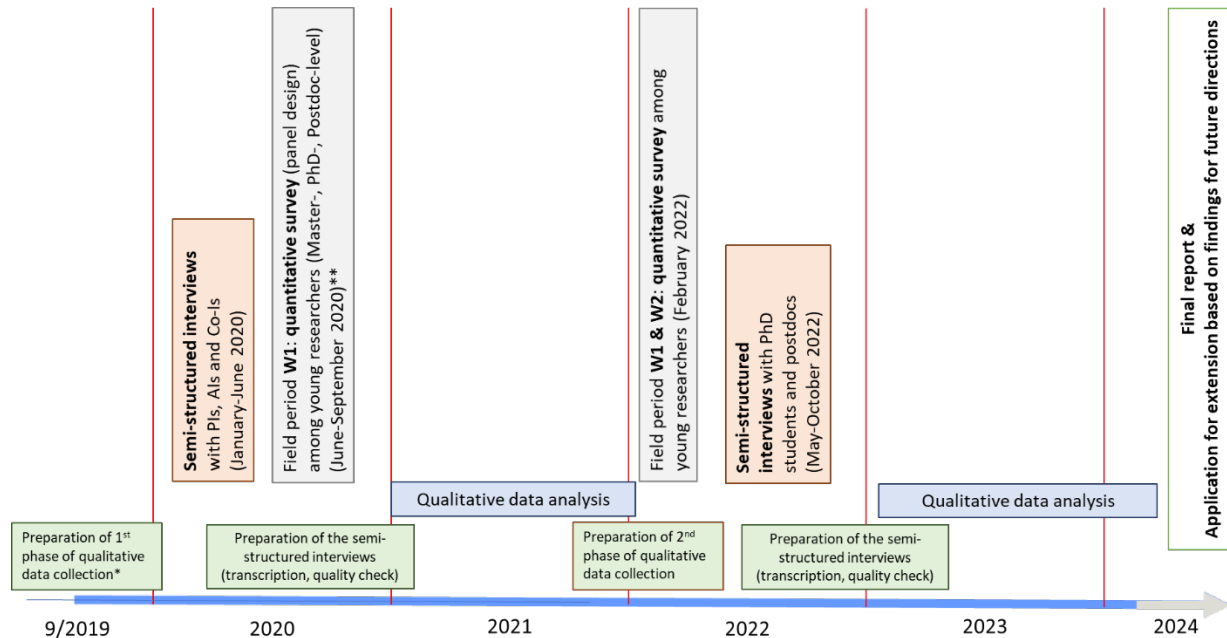 Semi-structured interviews
with PIs, AIs and Co-Is
(January-June 2020)
Field period W1: quantitative survey (panel design)
among young researchers (Master-, PhD-, Postdoc-level)
(June-September 2020)**
Field period W1 & W2: quantitative survey among
young researchers (February 2022)
Semi-structured
interviews with PhD
students and postdocs
(May-October 2022)
Final report &
Application for extension based on findings for future directions
Qualitative data analysis
Qualitative data analysis
Preparation of 1st
phase of qualitative
data collection*
Preparation of the semi-
structured interviews
(transcription, quality check)
Preparation of 2nd
phase of qualitative
data collection
Preparation of the semi-
structured interviews
(transcription, quality check)
9/2019
2020
2021
2022
2023
2024